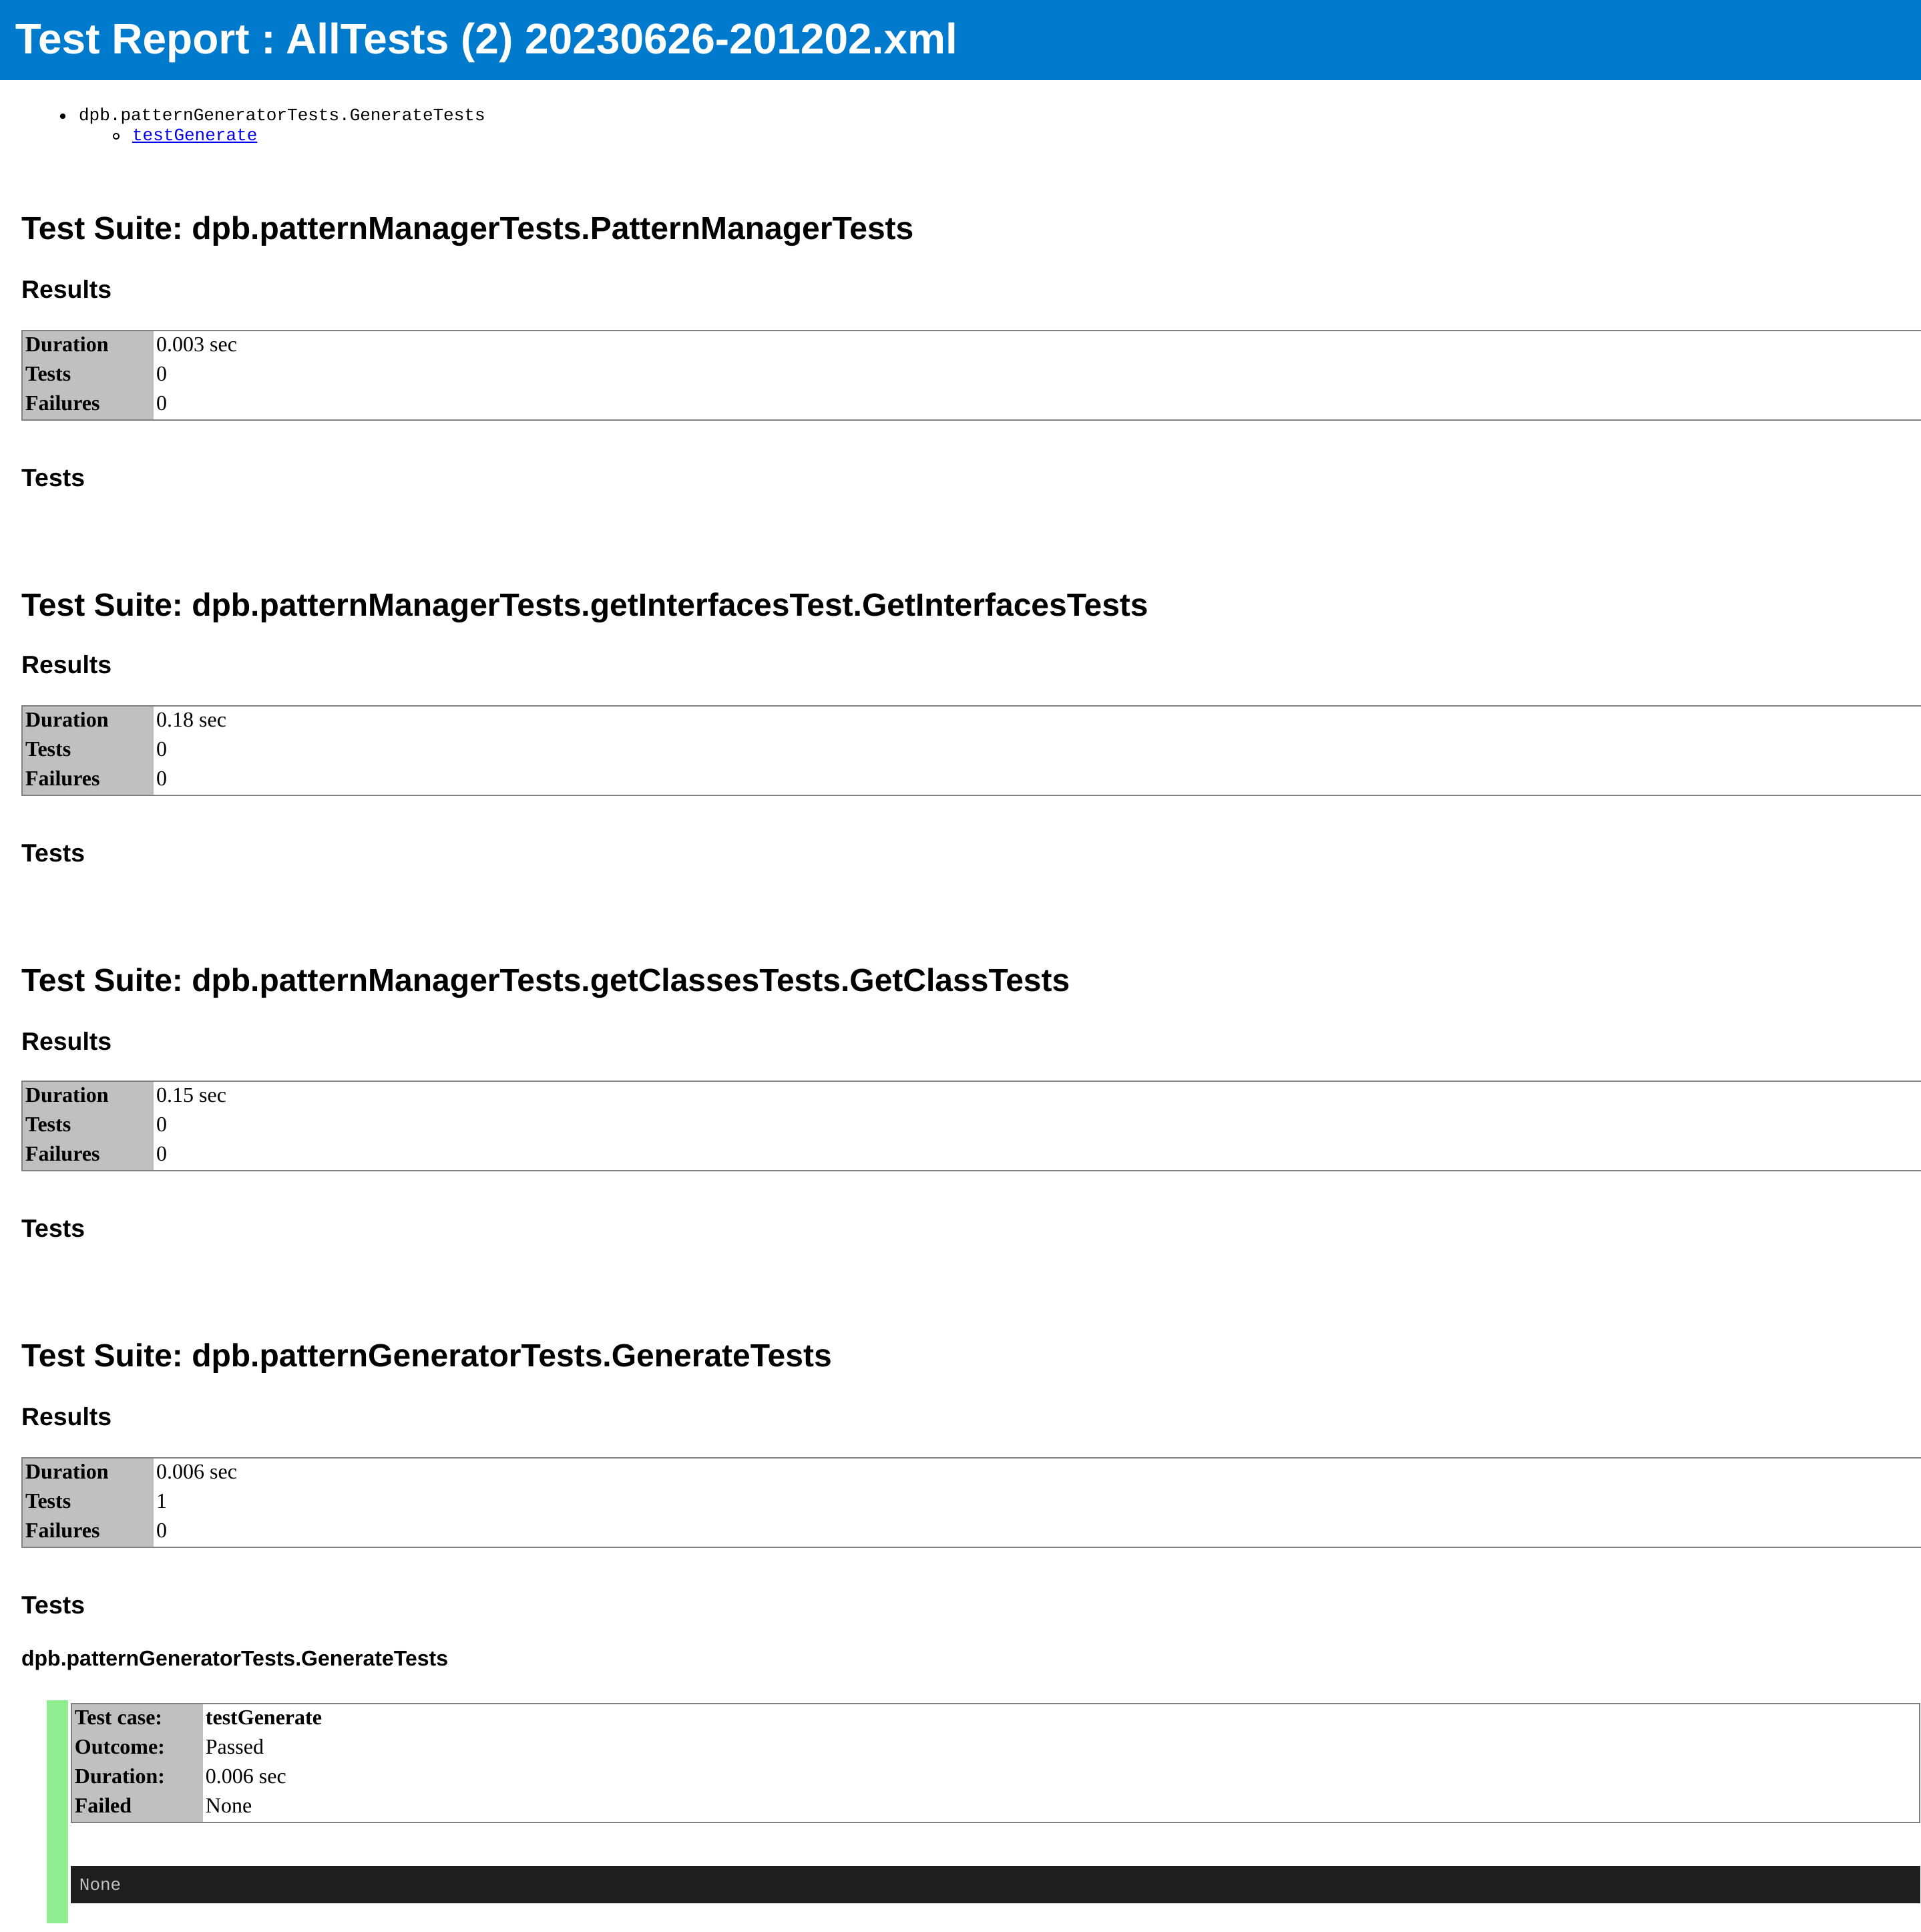 Test Report : AllTests (2) 20230626-201202.xml
dpb.patternGeneratorTests.GenerateTests
testGenerate
Test Suite: dpb.patternManagerTests.PatternManagerTests
Results
Duration 0.003 sec
Tests 0
Failures 0
Tests
Test Suite: dpb.patternManagerTests.getInterfacesTest.GetInterfacesTests
Results
Duration 0.18 sec
Tests 0
Failures 0
Tests
Test Suite: dpb.patternManagerTests.getClassesTests.GetClassTests
Results
Duration 0.15 sec
Tests 0
Failures 0
Tests
Test Suite: dpb.patternGeneratorTests.GenerateTests
Results
Duration 0.006 sec
Tests 1
Failures 0
Tests
dpb.patternGeneratorTests.GenerateTests
Test case: testGenerate
Outcome: Passed
Duration: 0.006 sec
Failed None
None